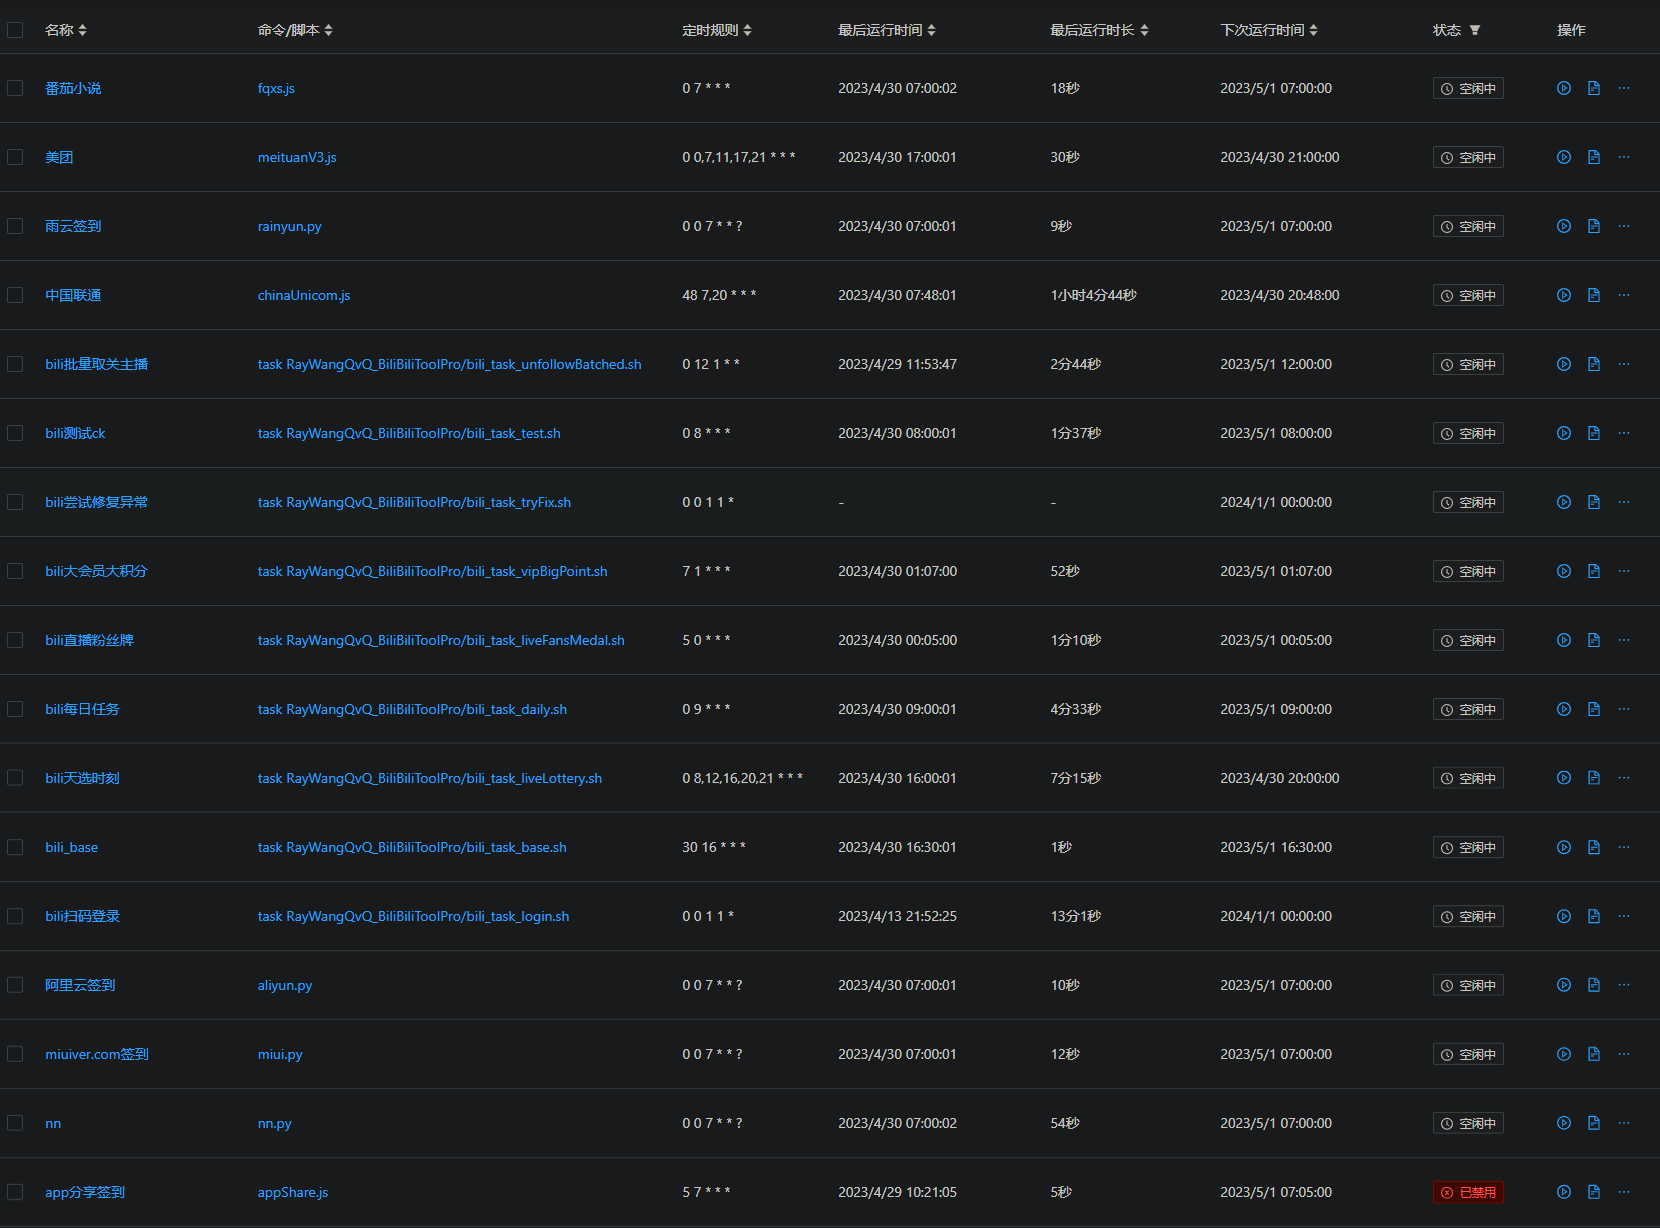 名称 命令/脚本 定时规则 最后运行时间 最后运行时长 下次运行时间 状态 操作
番茄小说 fqxs.js 0 7 * * * 2023/4/30 07:00:02 18秒 2023/5/1 07:00:00 空闲中
美团 meituanV3.js 0 0,7,11,17,21 * * * 2023/4/30 17:00:01 30秒 2023/4/30 21:00:00 空闲中
雨云签到 rainyun.py 0 0 7 * * ? 2023/4/30 07:00:01 9秒 2023/5/1 07:00:00 空闲中
中国联通 chinaUnicom.js 48 7,20 * * * 2023/4/30 07:48:01 1小时4分44秒 2023/4/30 20:48:00 空闲中
bili批量取关主播 task RayWangQvQ_BiliBiliToolPro/bili_task_unfollowBatched.sh 0 12 1 * * 2023/4/29 11:53:47 2分44秒 2023/5/1 12:00:00 空闲中
bili测试ck task RayWangQvQ_BiliBiliToolPro/bili_task_test.sh 0 8 * * * 2023/4/30 08:00:01 1分37秒 2023/5/1 08:00:00 空闲中
bili尝试修复异常 task RayWangQvQ_BiliBiliToolPro/bili_task_tryFix.sh 0 0 1 1 * - - 2024/1/1 00:00:00 空闲中
bili大会员大积分 task RayWangQvQ_BiliBiliToolPro/bili_task_vipBigPoint.sh 7 1 * * * 2023/4/30 01:07:00 52秒 2023/5/1 01:07:00 空闲中
bili直播粉丝牌 task RayWangQvQ_BiliBiliToolPro/bili_task_liveFansMedal.sh 5 0 * * * 2023/4/30 00:05:00 1分10秒 2023/5/1 00:05:00 空闲中
bili每日任务 task RayWangQvQ_BiliBiliToolPro/bili_task_daily.sh 0 9 * * * 2023/4/30 09:00:01 4分33秒 2023/5/1 09:00:00 空闲中
bili天选时刻 task RayWangQvQ_BiliBiliToolPro/bili_task_liveLottery.sh 0 8,12,16,20,21 * * * 2023/4/30 16:00:01 7分15秒 2023/4/30 20:00:00 空闲中
bili_base task RayWangQvQ_BiliBiliToolPro/bili_task_base.sh 30 16 * * * 2023/4/30 16:30:01 1秒 2023/5/1 16:30:00 空闲中
bili扫码登录 task RayWangQvQ_BiliBiliToolPro/bili_task_login.sh 0 0 1 1 * 2023/4/13 21:52:25 13分1秒 2024/1/1 00:00:00 空闲中
阿里云签到 aliyun.py 0 0 7 * * ? 2023/4/30 07:00:01 10秒 2023/5/1 07:00:00 空闲中
miuiver.com签到 miui.py 0 0 7 * * ? 2023/4/30 07:00:01 12秒 2023/5/1 07:00:00 空闲中
nn nn.py 0 0 7 * * ? 2023/4/30 07:00:02 54秒 2023/5/1 07:00:00 空闲中
app分享签到 appShare.js 5 7 * * * 2023/4/29 10:21:05 5秒 2023/5/1 07:05:00 已禁用